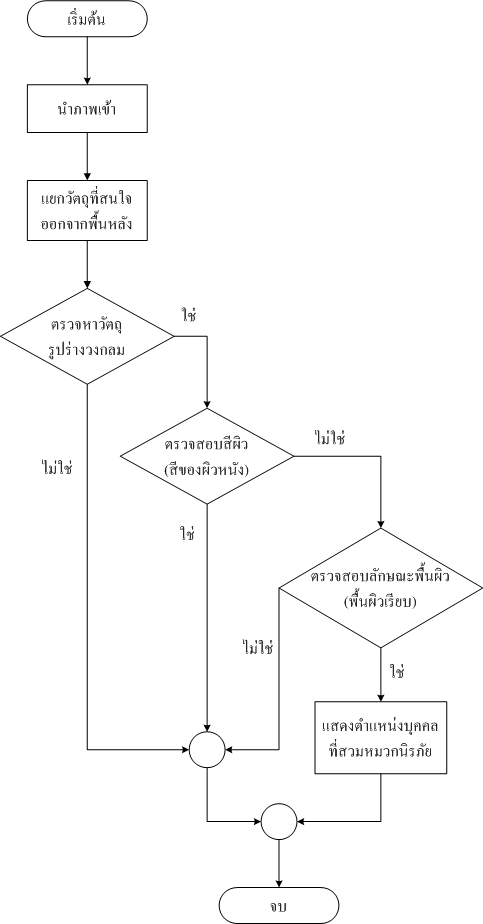 เริ่มต้น
นำภาพเข้า
แยกวัตถุที่สนใจ
ออกจากพื้นหลัง
ตรวจหาวัตถุ
รูปร่างวงกลม
ใช่
ไม่ใช่
ตรวจสอบสีผิว
(สีของผิวหนัง)
ไม่ใช่
ใช่
ตรวจสอบลักษณะพื้นผิว
(พื้นผิวเรียบ)
ไม่ใช่
ใช่
แสดงตำแหน่งบุคคล
ที่สวมหมวกนิรภัย
จบ